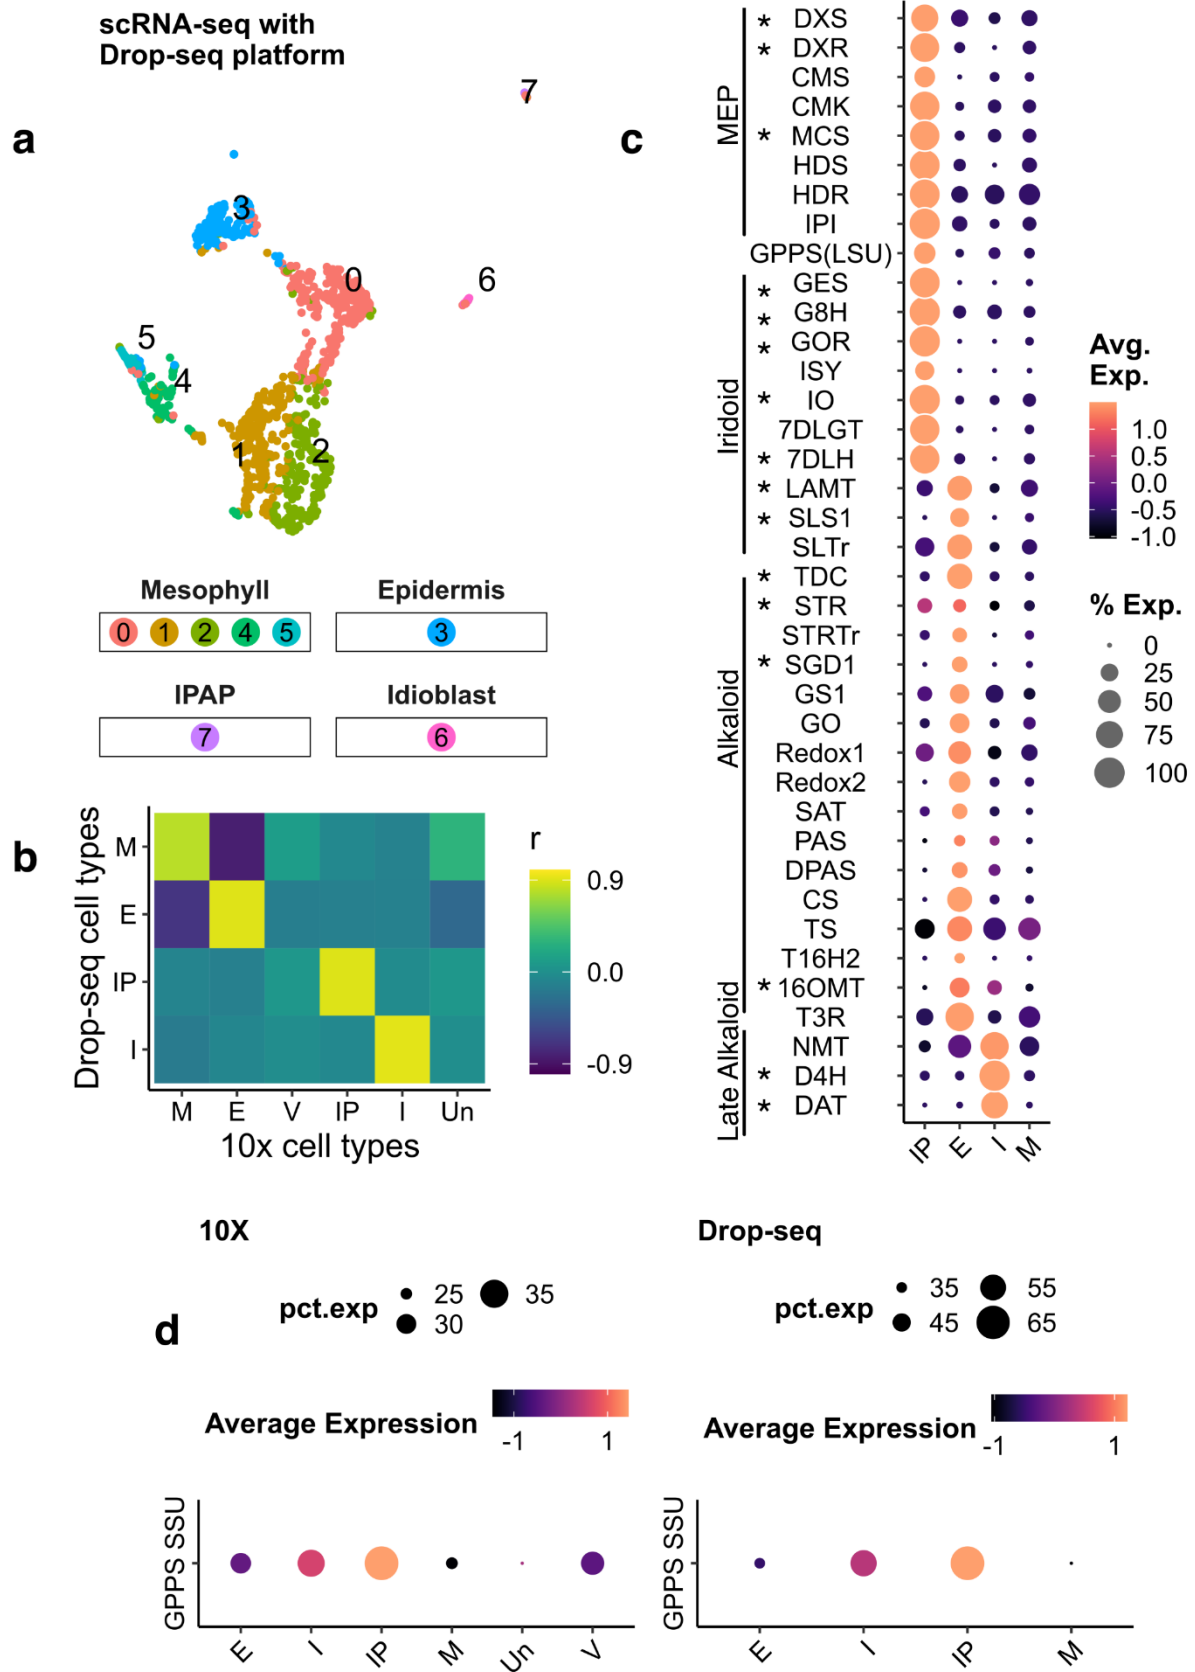 scRNA-seq with
Drop-seq platform
a
7
3
0
6
5
4
1
2
Mesophyll
0 1 2 4 5
Epidermis
3
IPAP
7
Idioblast
6
b
Drop-seq cell types
M
E
IP
I
M E V IP I Un
10x cell types
r
0.9
0.0
-0.9
c
MEP
* DXS
* DXR
CMS
CMK
* MCS
HDS
HDR
IPI
GPPS(LSU)
Iridoid
* GES
* G8H
* GOR
ISY
* IO
7DLGT
* 7DLH
* LAMT
* SLS1
SLTr
Alkaloid
* TDC
* STR
STRTr
* SGD1
GS1
GO
Redox1
Redox2
SAT
PAS
DPAS
CS
TS
T16H2
* 16OMT
T3R
Late Alkaloid
NMT
* D4H
* DAT
IP E I M
Avg.
Exp.
1.0
0.5
0.0
-0.5
-1.0
% Exp.
0
25
50
75
100
d
10X
pct.exp
25 35
30
Average Expression
-1 1
GPPS SSU
E I IP M Un V
Drop-seq
pct.exp
35 55
45 65
Average Expression
-1 1
GPPS SSU
E I IP M